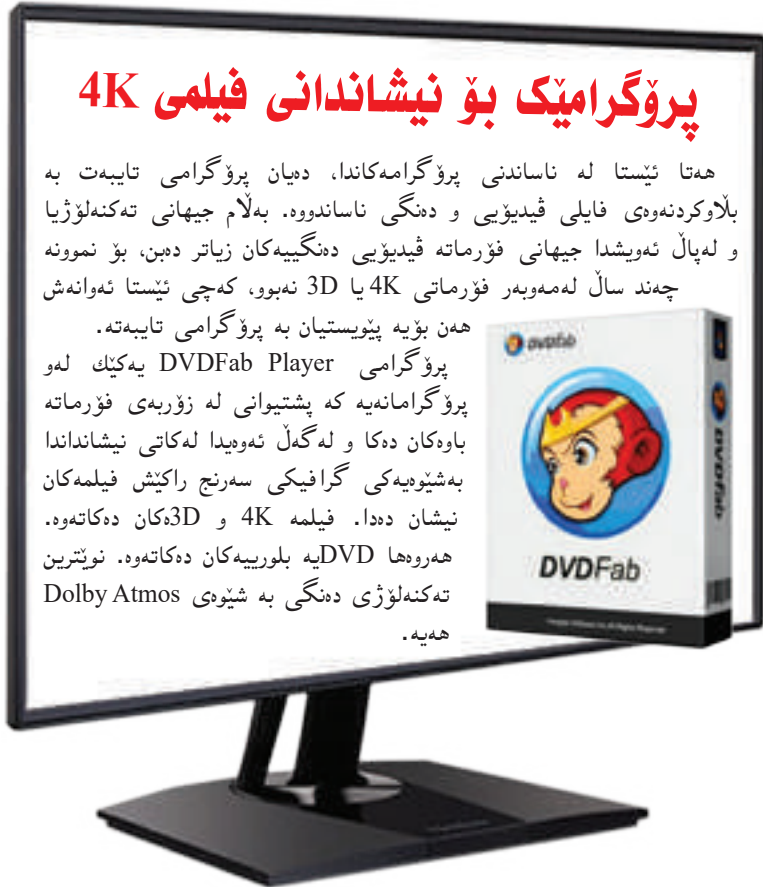 پرۆگرامێک بۆ نیشاندانی فیلمی 4K
هەتا ئێستا لە ناساندنی پرۆگرامەکاندا، دەیان پرۆگرامی تایبەت بە
بڵاوکردنەوەی فایلی ڤیدیۆیی و دەنگی ناساندووە. بەڵام جیهانی تەکنەلۆژیا
و لەپاڵ ئەویشدا جیهانی فۆرماتە ڤیدیۆیی دەنگییەکان زیاتر دەبن، بۆ نموونە
چەند ساڵ لەمەوبەر فۆرماتی 4K یا 3D نەبوو، کەچی ئێستا ئەوانەش
هەن بۆیە پێویستیان بە پرۆگرامی تایبەتە.
پرۆگرامی DVDFab Player یەکێك لەو
پرۆگرامانەیە کە پشتیوانی لە زۆربەی فۆرماتە
باوەکان دەکا و لەگەڵ ئەوەیدا لەکاتی نیشانداندا
بەشێوەیەکی گرافیکی سەرنج راکێش فیلمەکان
نیشان دەدا. فیلمە 4K و 3Dەکان دەکاتەوە.
هەروەها DVDیە بلورییەکان دەکاتەوە. نوێترین
تەکنەلۆژی دەنگی بە شێوەی Dolby Atmos
هەیە.
DVDFab
DVDFab
DVDFab